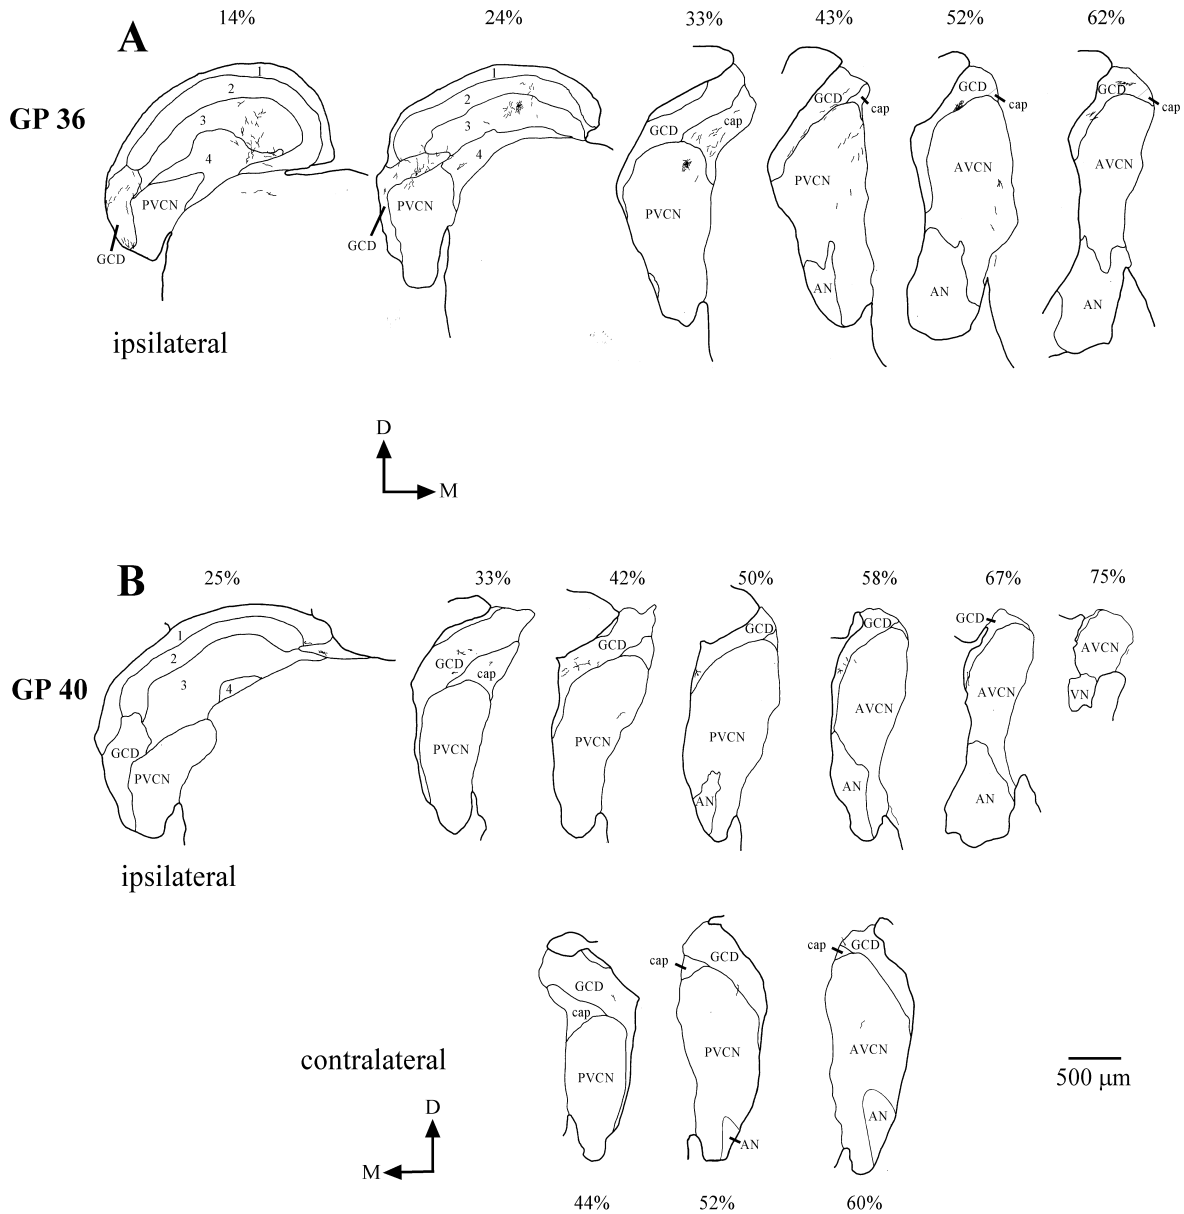 A
14% 24% 33% 43% 52% 62%
GP 36
1 2 3 4 PVCN GCD
1 2 3 4 PVCN GCD
GCD cap PVCN
GCD cap PVCN AN
GCD cap AVCN AN
GCD cap AVCN AN
ipsilateral
D
M
B
25% 33% 42% 50% 58% 67% 75%
GP 40
1 2 3 4 GCD PVCN
GCD cap PVCN
GCD PVCN
GCD PVCN AN
GCD AVCN AN
GCD AVCN AN
AVCN VN
ipsilateral
GCD cap PVCN
cap GCD PVCN AN
cap GCD AVCN AN
contralateral
500 μm
D
M
44% 52% 60%